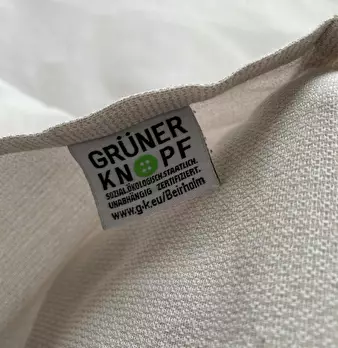 GRÜNER
KNOPF
SOZIAL.ÖKOLOGISCH.STAATLICH.
UNABHÄNGIG ZERTIFIZIERT.
www.g-k.eu/Beirholm